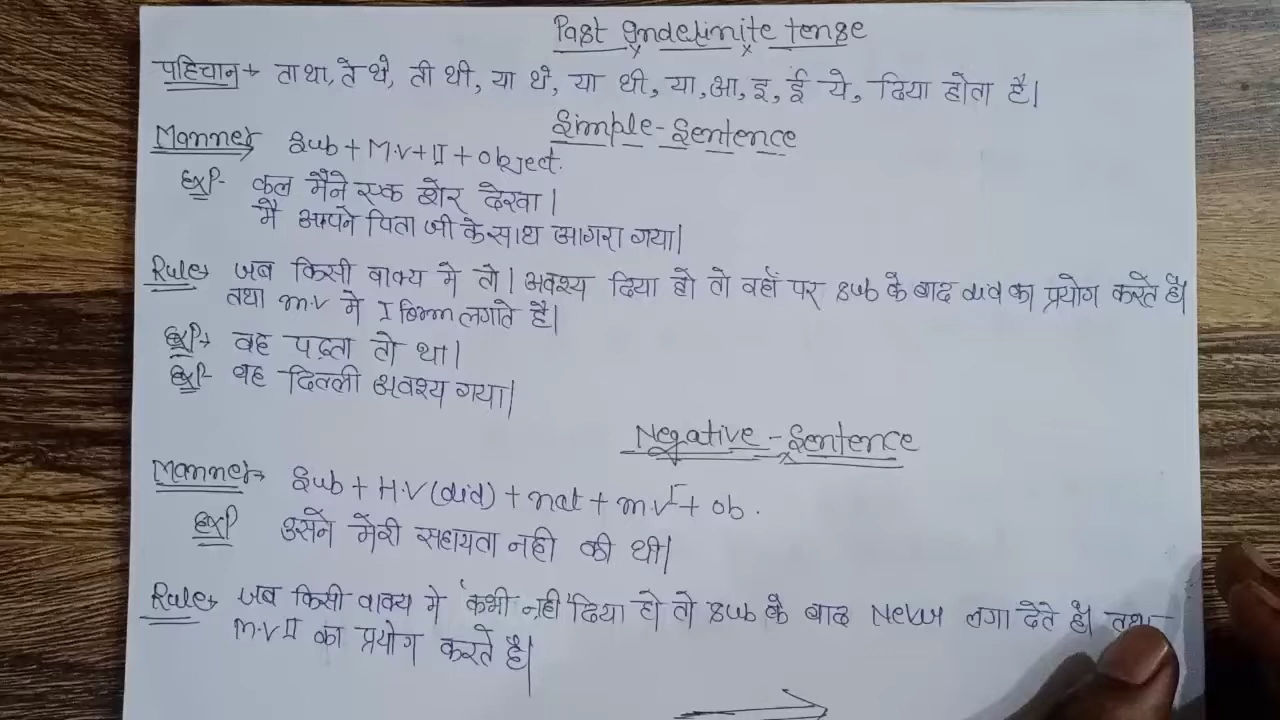 Past Indefinite tense
पहिचान → ता था, ते थे, ती थी, या थे, या थी, या, आ, इ, ई ये, दिया होता है।
Simple-Sentence
Manner → Sub + M.V + II + object.
Exp- कल मैने एक शेर देखा।
मै अपने पिता जी के साथ आगरा गया।
Rule → जब किसी वाक्य मे तो। अवश्य दिया हो तो वहाँ पर sub के बाद did का प्रयोग करते है।
तथा m.v मे I form लगाते है।
Exp → वह पढ़ता तो था।
Exp- वह दिल्ली अवश्य गया।
Negative-Sentence
Manner → Sub + H.V (did) + not + m.v I + ob.
Exp उसने मेरी सहायता नही की थी।
Rule → जब किसी वाक्य मे 'कभी नही' दिया हो तो sub के बाद Never लगा देते है। तथा
m.v II का प्रयोग करते है।